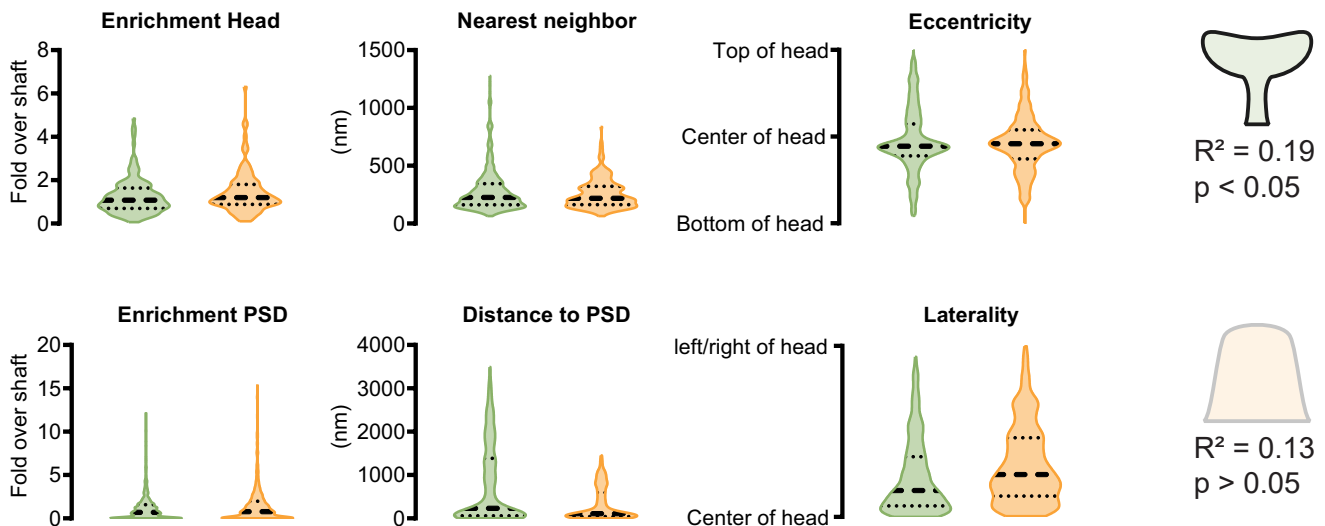 Enrichment Head
Fold over shaft
8
6
4
2
0
Nearest neighbor
(nm)
1500
1000
500
0
Eccentricity
Top of head
Center of head
Bottom of head
R² = 0.19
p < 0.05
Enrichment PSD
Fold over shaft
20
15
10
5
0
Distance to PSD
(nm)
4000
3000
2000
1000
0
Laterality
left/right of head
Center of head
R² = 0.13
p > 0.05